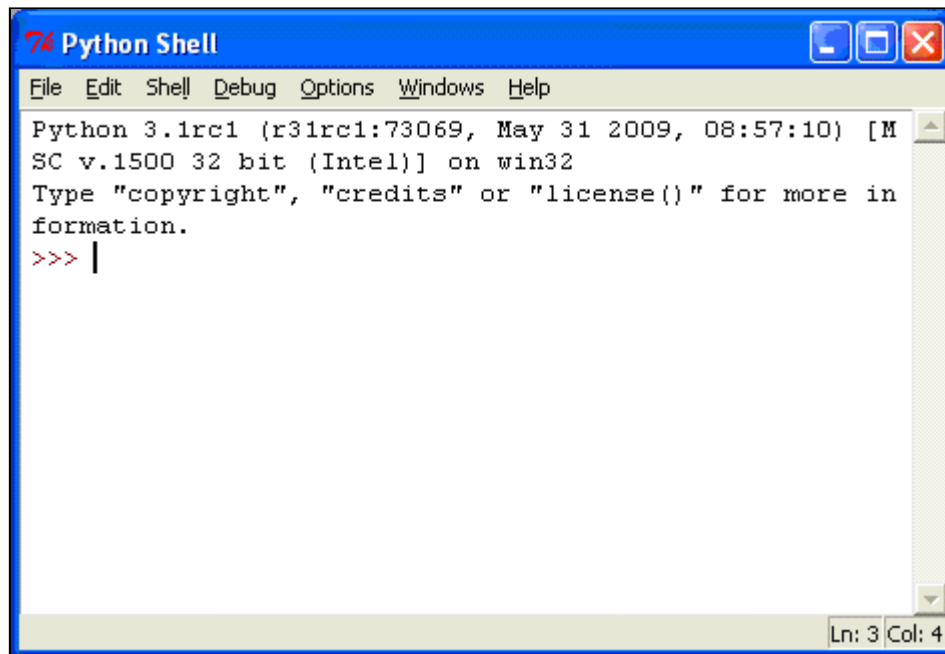 Python Shell
File Edit Shell Debug Options Windows Help
Python 3.1rc1 (r31rc1:73069, May 31 2009, 08:57:10) [M
SC v.1500 32 bit (Intel)] on win32
Type "copyright", "credits" or "license()" for more in
formation.
>>>
Ln: 3 Col: 4